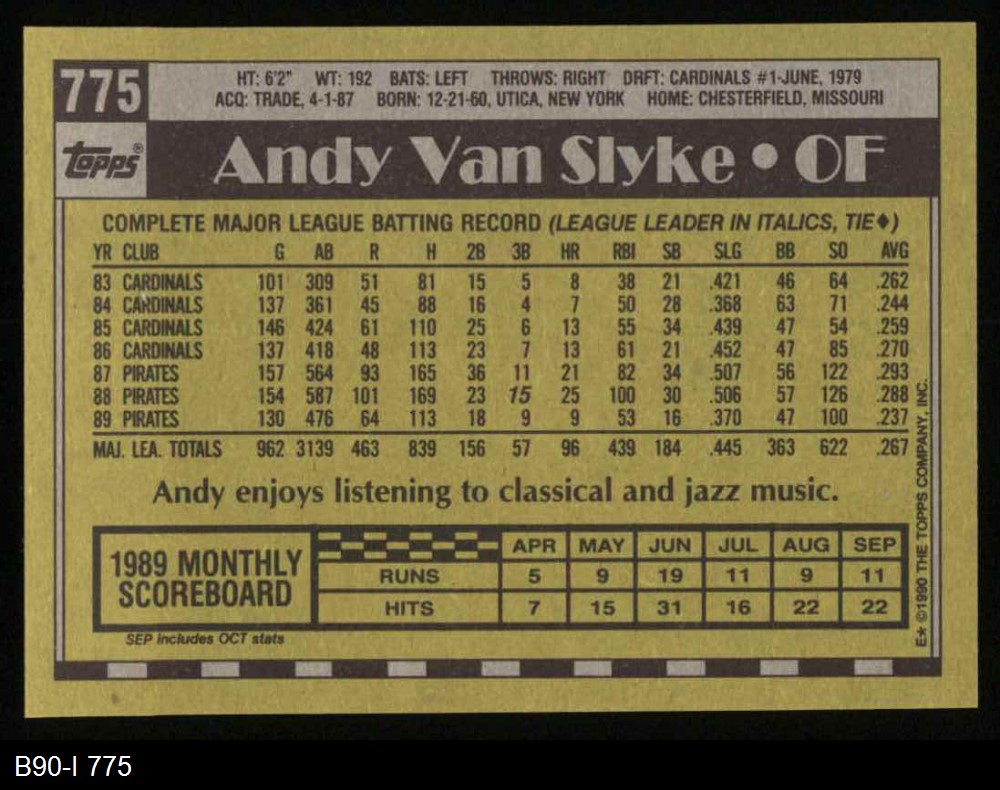 775
HT: 6'2" WT: 192 BATS: LEFT THROWS: RIGHT DRFT: CARDINALS #1-JUNE, 1979
ACQ: TRADE, 4-1-87 BORN: 12-21-60, UTICA, NEW YORK HOME: CHESTERFIELD, MISSOURI
Topps®
Andy Van Slyke • OF
COMPLETE MAJOR LEAGUE BATTING RECORD (LEAGUE LEADER IN ITALICS, TIE♦)
YR CLUB G AB R H 2B 3B HR RBI SB SLG BB SO AVG
83 CARDINALS 101 309 51 81 15 5 8 38 21 .421 46 64 .262
84 CARDINALS 137 361 45 88 16 4 7 50 28 .368 63 71 .244
85 CARDINALS 146 424 61 110 25 6 13 55 34 .439 47 54 .259
86 CARDINALS 137 418 48 113 23 7 13 61 21 .452 47 85 .270
87 PIRATES 157 564 93 165 36 11 21 82 34 .507 56 122 .293
88 PIRATES 154 587 101 169 23 15 25 100 30 .506 57 126 .288
89 PIRATES 130 476 64 113 18 9 9 53 16 .370 47 100 .237
MAJ. LEA. TOTALS 962 3139 463 839 156 57 96 439 184 .445 363 622 .267
Andy enjoys listening to classical and jazz music.
1989 MONTHLY
SCOREBOARD
APR MAY JUN JUL AUG SEP
RUNS 5 9 19 11 9 11
HITS 7 15 31 16 22 22
SEP includes OCT stats
E★ ©1990 THE TOPPS COMPANY, INC.
B90-I 775